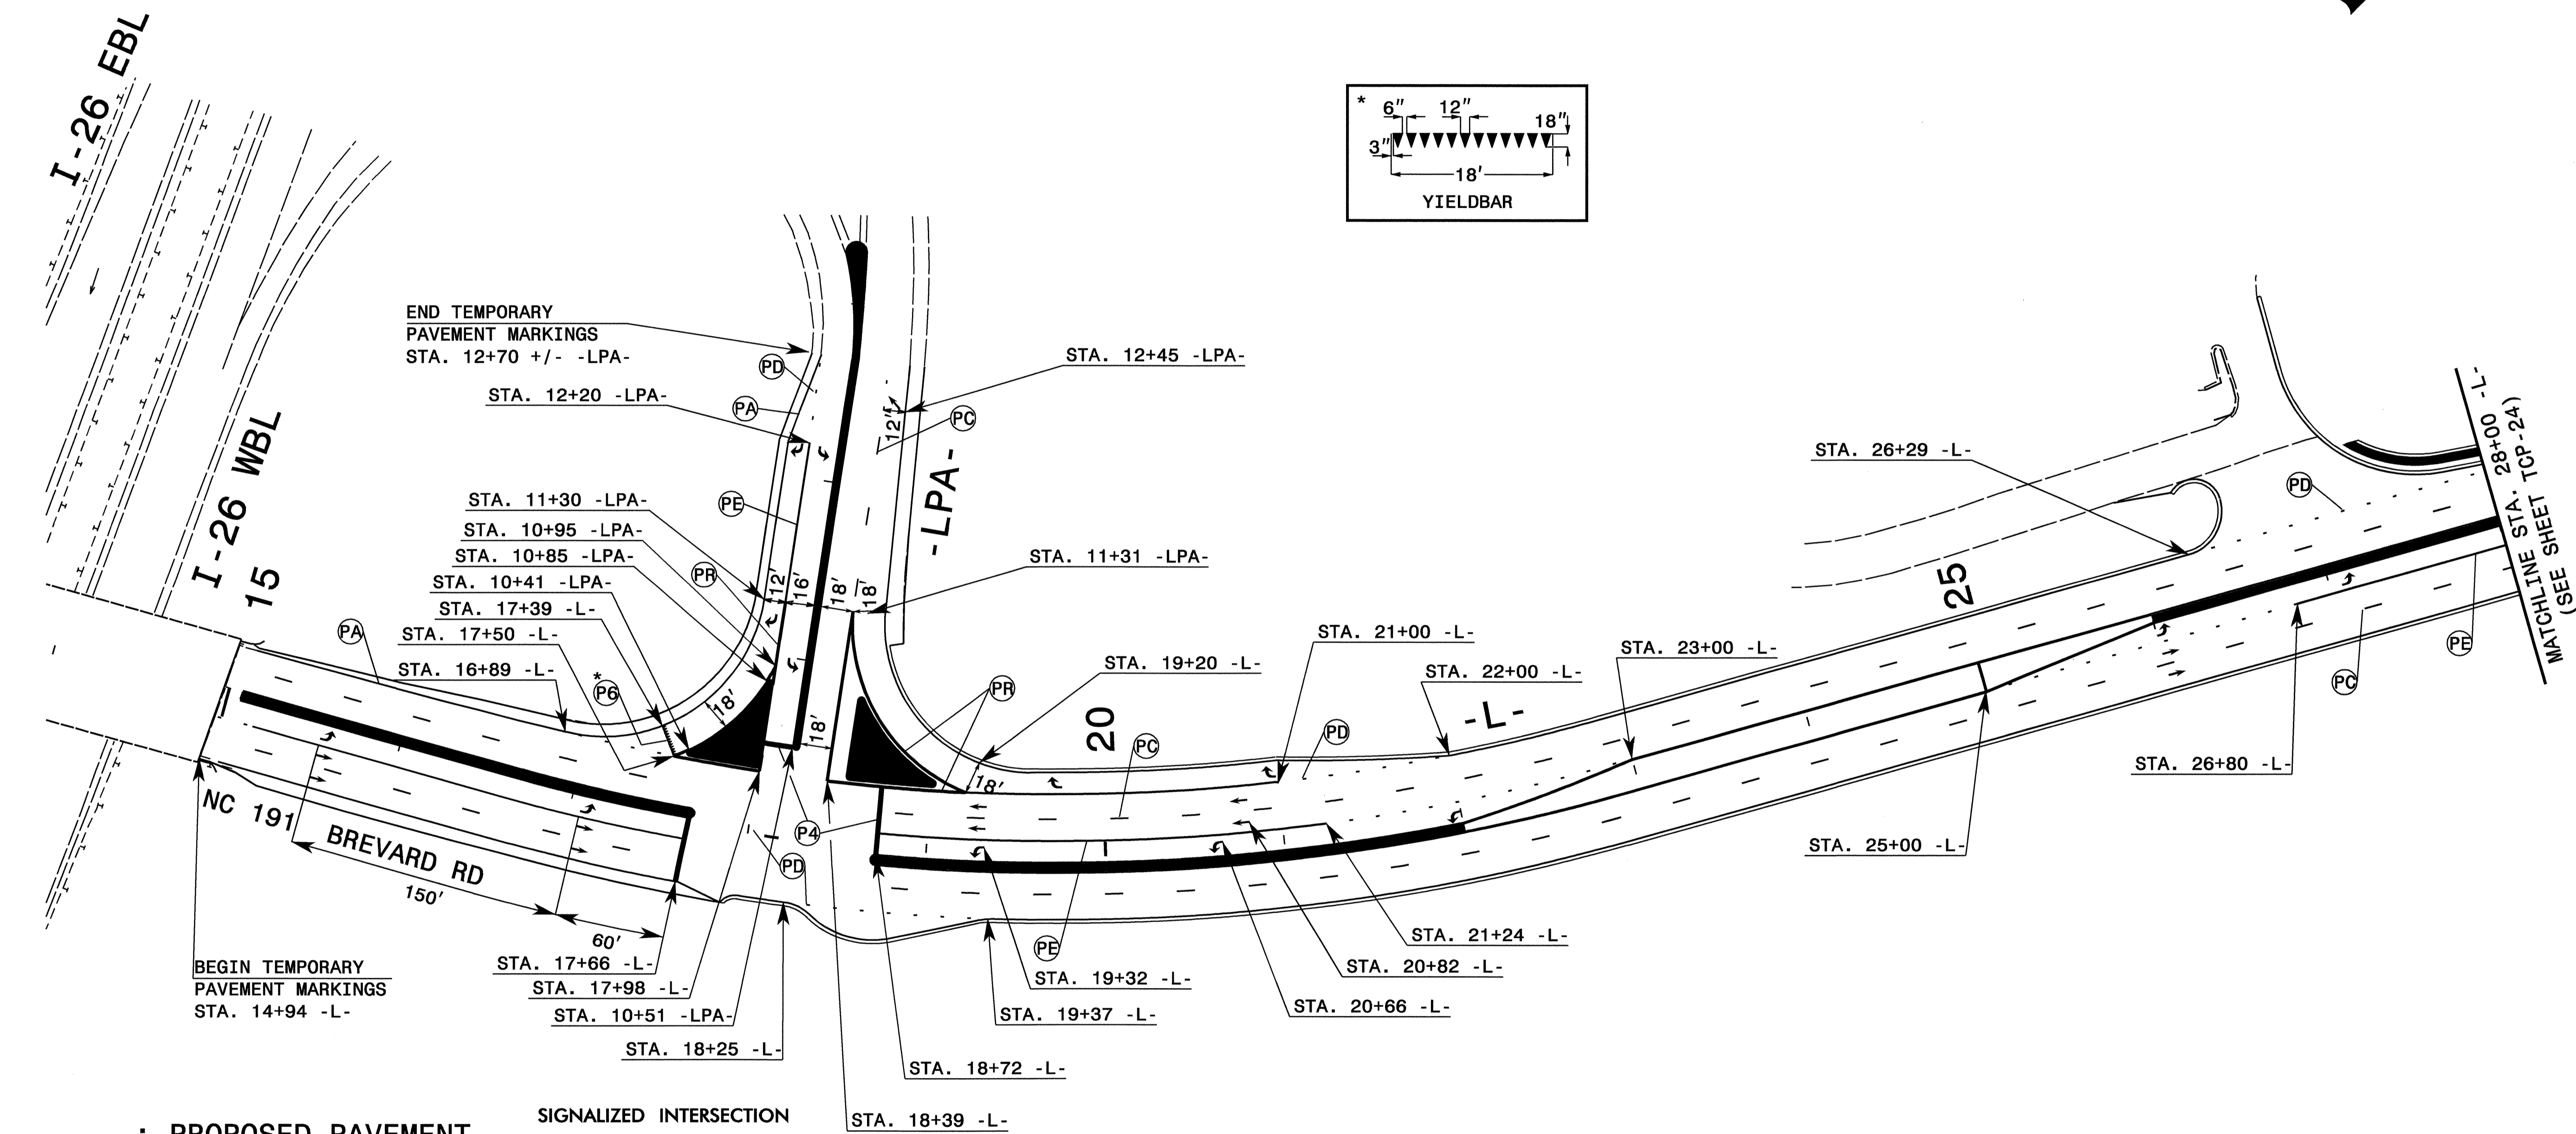 I-26 EBL
* 6" 12"
18"
3"
18'
YIELDBAR
END TEMPORARY
PAVEMENT MARKINGS
STA. 12+70 +/- -LPA-
PD
STA. 12+45 -LPA-
STA. 12+20 -LPA-
PA
12'
PC
-LPA-
I-26 WBL
15
STA. 11+30 -LPA-
PE
STA. 10+95 -LPA-
STA. 10+85 -LPA-
PR
STA. 10+41 -LPA-
STA. 17+39 -L-
STA. 17+50 -L-
STA. 16+89 -L-
PA
*
P6
12'
16'
18'
18'
STA. 11+31 -LPA-
18'
18'
18'
STA. 19+20 -L-
PR
STA. 21+00 -L-
20
PC
PD
STA. 22+00 -L-
-L-
STA. 23+00 -L-
25
STA. 26+29 -L-
PD
MATCHLINE STA. 28+00 -L-
(SEE SHEET TCP-24)
PE
PC
STA. 26+80 -L-
STA. 25+00 -L-
NC 191
BREVARD RD
150'
60'
P4
PD
PE
BEGIN TEMPORARY
PAVEMENT MARKINGS
STA. 14+94 -L-
STA. 17+66 -L-
STA. 17+98 -L-
STA. 10+51 -LPA-
STA. 18+25 -L-
STA. 21+24 -L-
STA. 20+82 -L-
STA. 20+66 -L-
STA. 19+32 -L-
STA. 19+37 -L-
STA. 18+72 -L-
STA. 18+39 -L-
SIGNALIZED INTERSECTION
: PROPOSED PAVEMENT